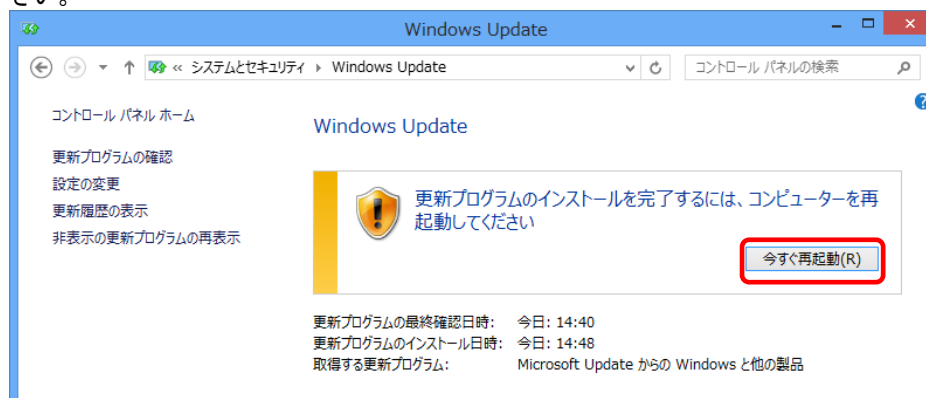 さい。
Windows Update
« システムとセキュリティ ▸ Windows Update
コントロール パネルの検索
コントロール パネル ホーム
Windows Update
更新プログラムの確認
設定の変更
更新履歴の表示
非表示の更新プログラムの再表示
更新プログラムのインストールを完了するには、コンピューターを再
起動してください
今すぐ再起動(R)
更新プログラムの最終確認日時: 今日: 14:40
更新プログラムのインストール日時: 今日: 14:48
取得する更新プログラム: Microsoft Update からの Windows と他の製品